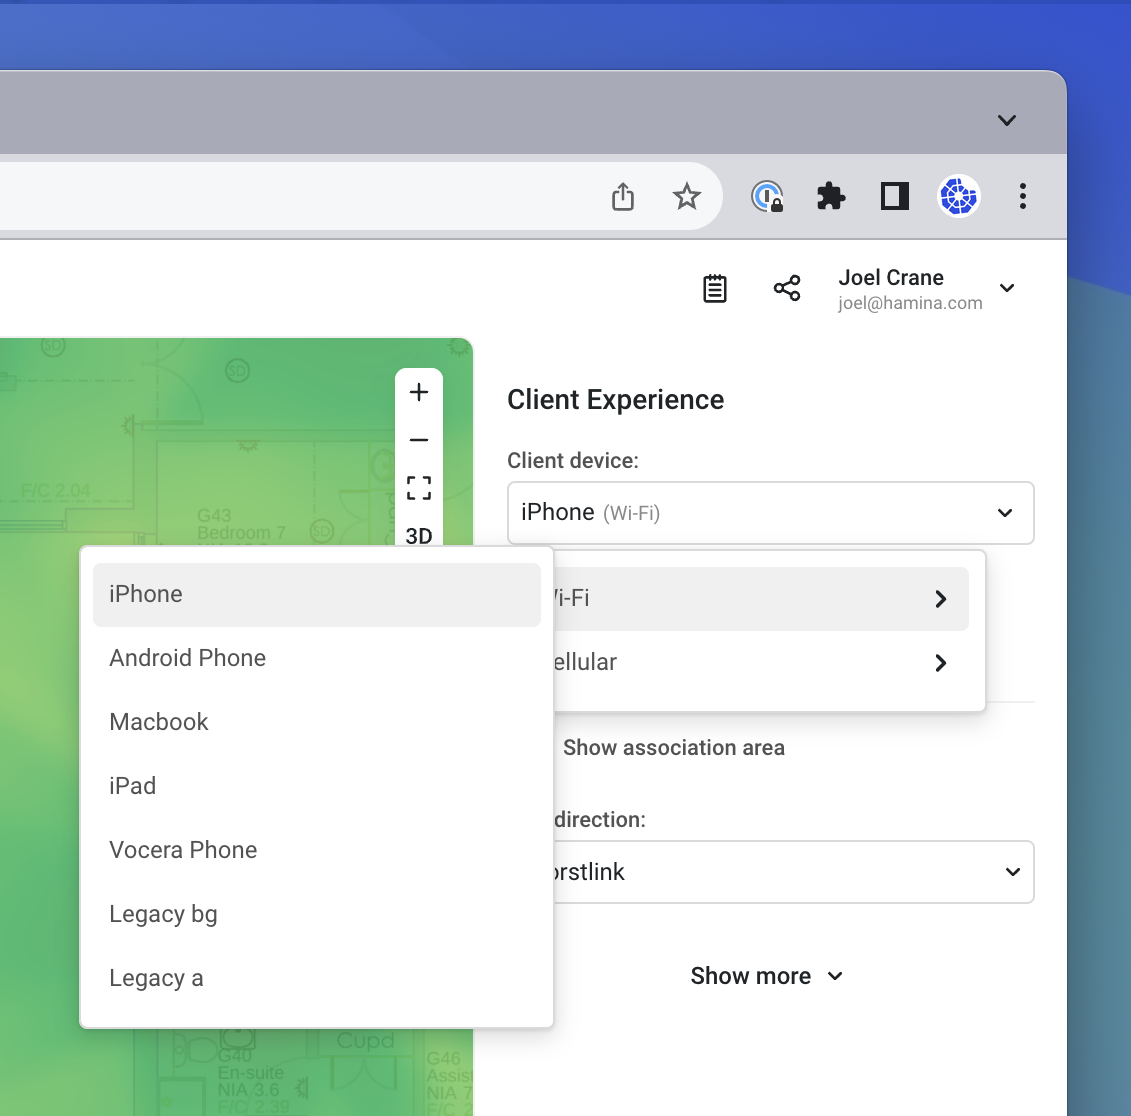 Joel Crane
joel@hamina.com
SD
SD
F/C 2.04
G43
Bedroom 7
SD
3D
Client Experience
Client device:
iPhone (Wi-Fi)
i-Fi
ellular
iPhone
Android Phone
Macbook
iPad
Vocera Phone
Legacy bg
Legacy a
Show association area
direction:
orstlink
Show more
G40
En-suite
NIA 3.6
F/C 2.39
Cupd
G46
Assist
NIA 7
F/C 2